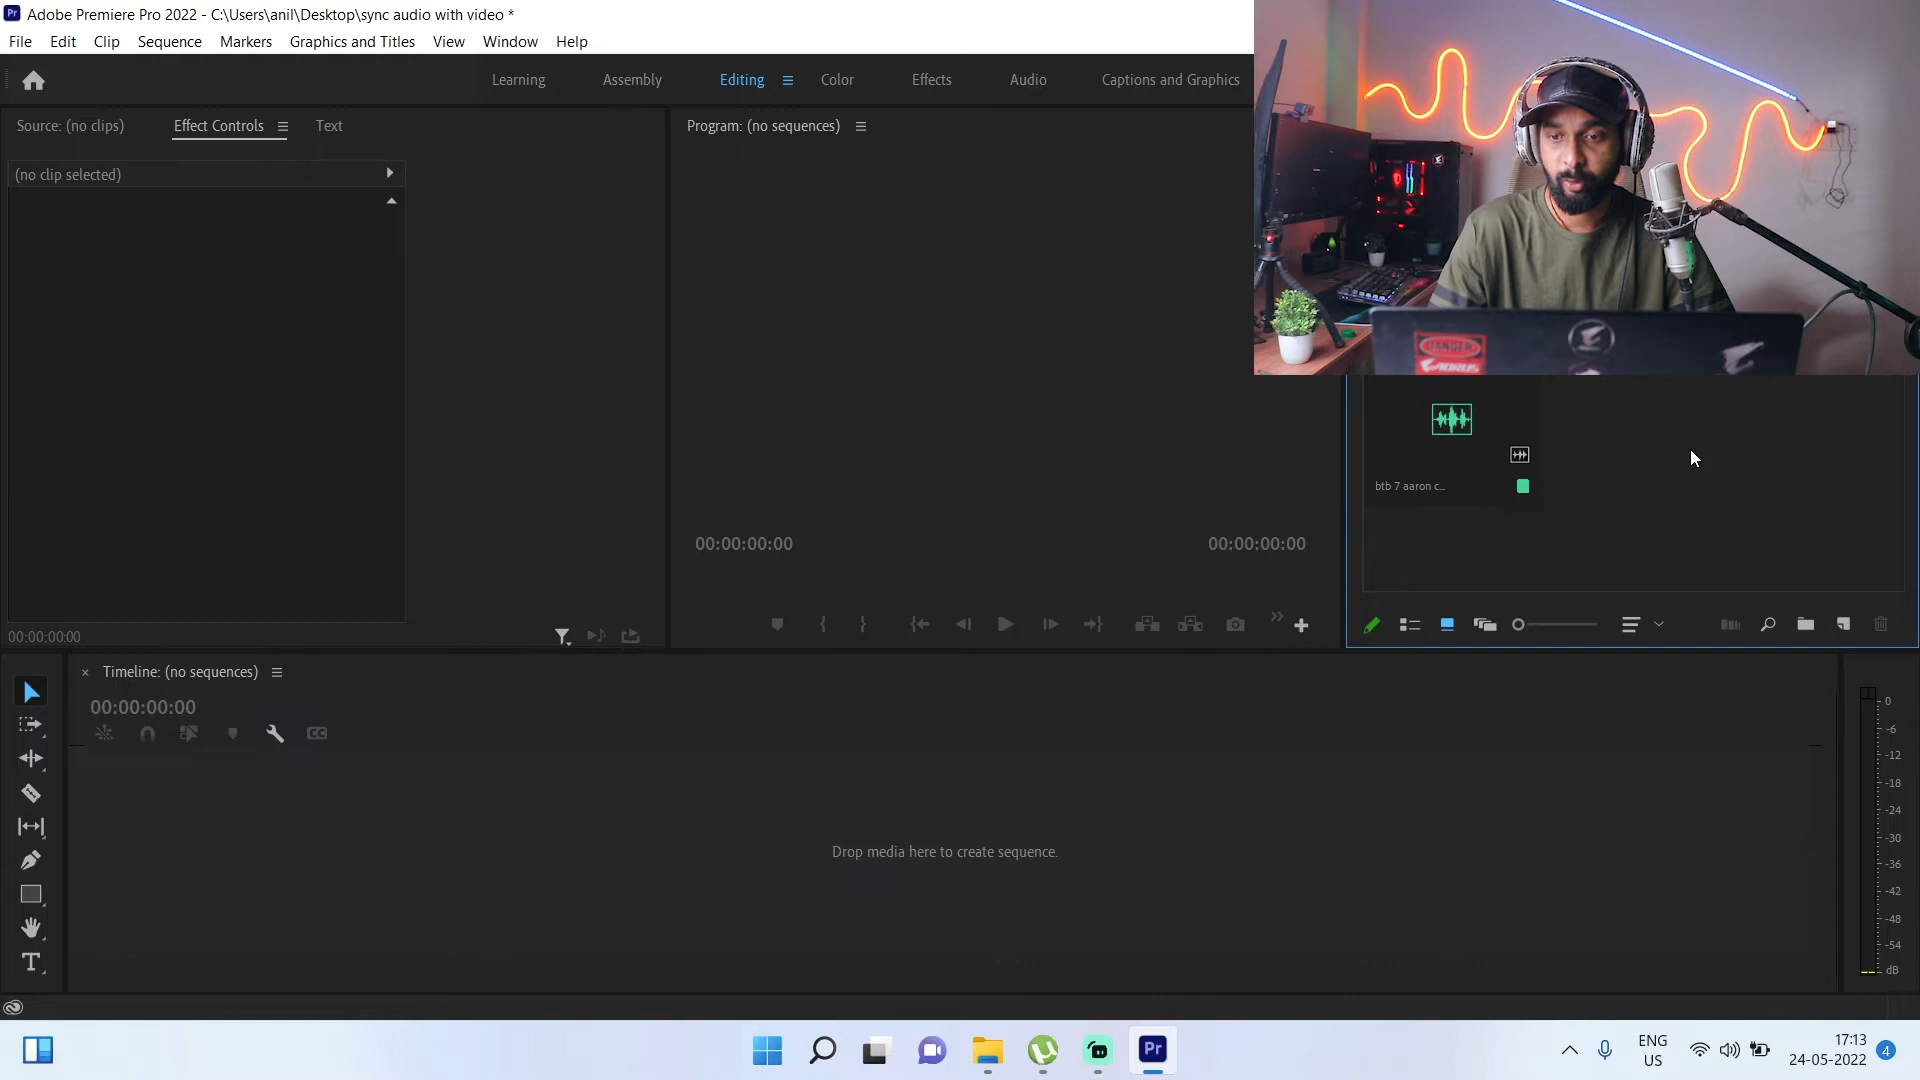 Adobe Premiere Pro 2022 - C:\Users\anil\Desktop\sync audio with video *
File Edit Clip Sequence Markers Graphics and Titles View Window Help
Learning Assembly Editing Color Effects Audio Captions and Graphics
Source: (no clips) Effect Controls Text
Program: (no sequences)
(no clip selected)
DANGER
AORUS
btb 7 aaron c...
00:00:00:00
00:00:00:00
00:00:00:00
Timeline: (no sequences)
00:00:00:00
CC
Drop media here to create sequence.
0
-6
-12
-18
-24
-30
-36
-42
-48
-54
dB
T
Pr
ENG
US
17:13
24-05-2022
4